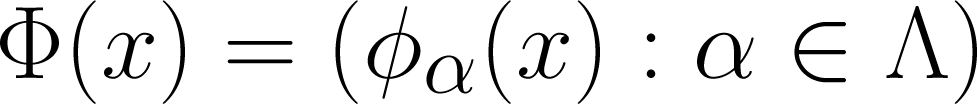 Φ(x) = (ϕ_α(x) : α ∈ Λ)